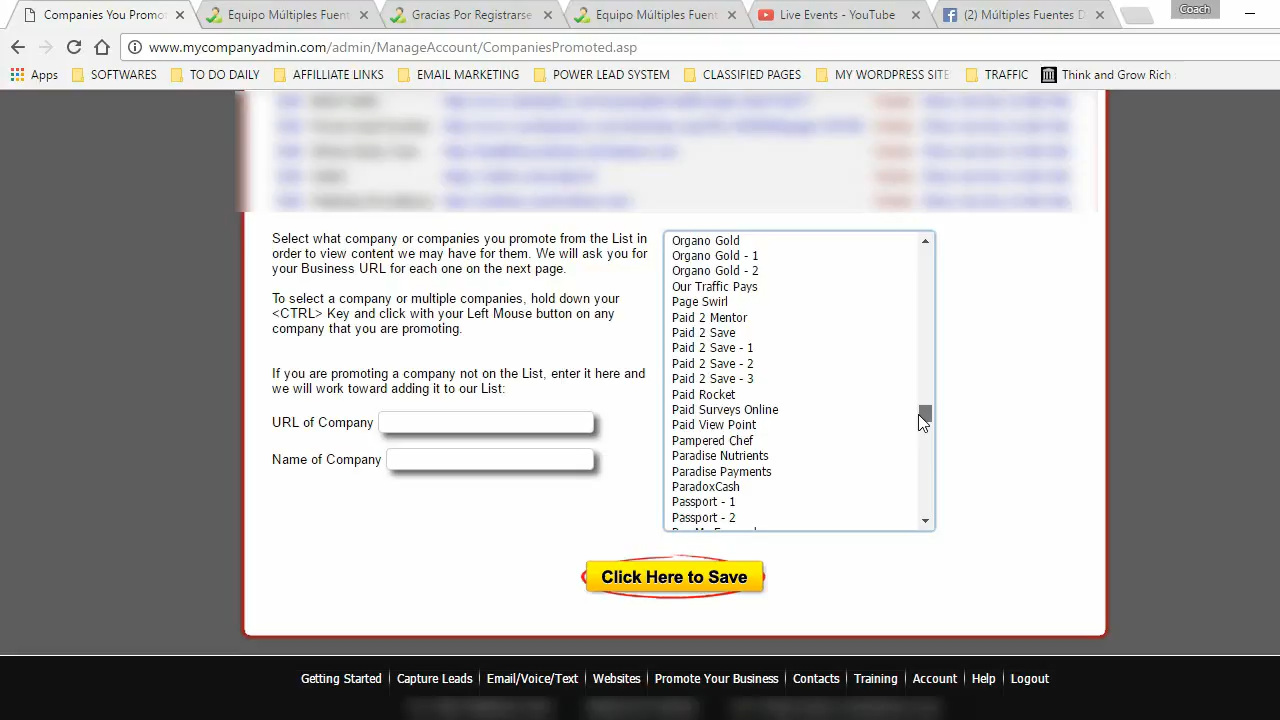 Companies You Promo
Equipo Múltiples Fuent
Gracias Por Registrarse
Equipo Múltiples Fuent
Live Events - YouTube
(2) Múltiples Fuentes D
Coach
www.mycompanyadmin.com/admin/ManageAccount/CompaniesPromoted.asp
Apps
SOFTWARES
TO DO DAILY
AFFILLIATE LINKS
EMAIL MARKETING
POWER LEAD SYSTEM
CLASSIFIED PAGES
MY WORDPRESS SITE
TRAFFIC
Think and Grow Rich
Select what company or companies you promote from the List in
order to view content we may have for them. We will ask you for
your Business URL for each one on the next page.
To select a company or multiple companies, hold down your
<CTRL> Key and click with your Left Mouse button on any
company that you are promoting.
If you are promoting a company not on the List, enter it here and
we will work toward adding it to our List:
URL of Company
Name of Company
Organo Gold
Organo Gold - 1
Organo Gold - 2
Our Traffic Pays
Page Swirl
Paid 2 Mentor
Paid 2 Save
Paid 2 Save - 1
Paid 2 Save - 2
Paid 2 Save - 3
Paid Rocket
Paid Surveys Online
Paid View Point
Pampered Chef
Paradise Nutrients
Paradise Payments
ParadoxCash
Passport - 1
Passport - 2
Click Here to Save
Getting Started
Capture Leads
Email/Voice/Text
Websites
Promote Your Business
Contacts
Training
Account
Help
Logout